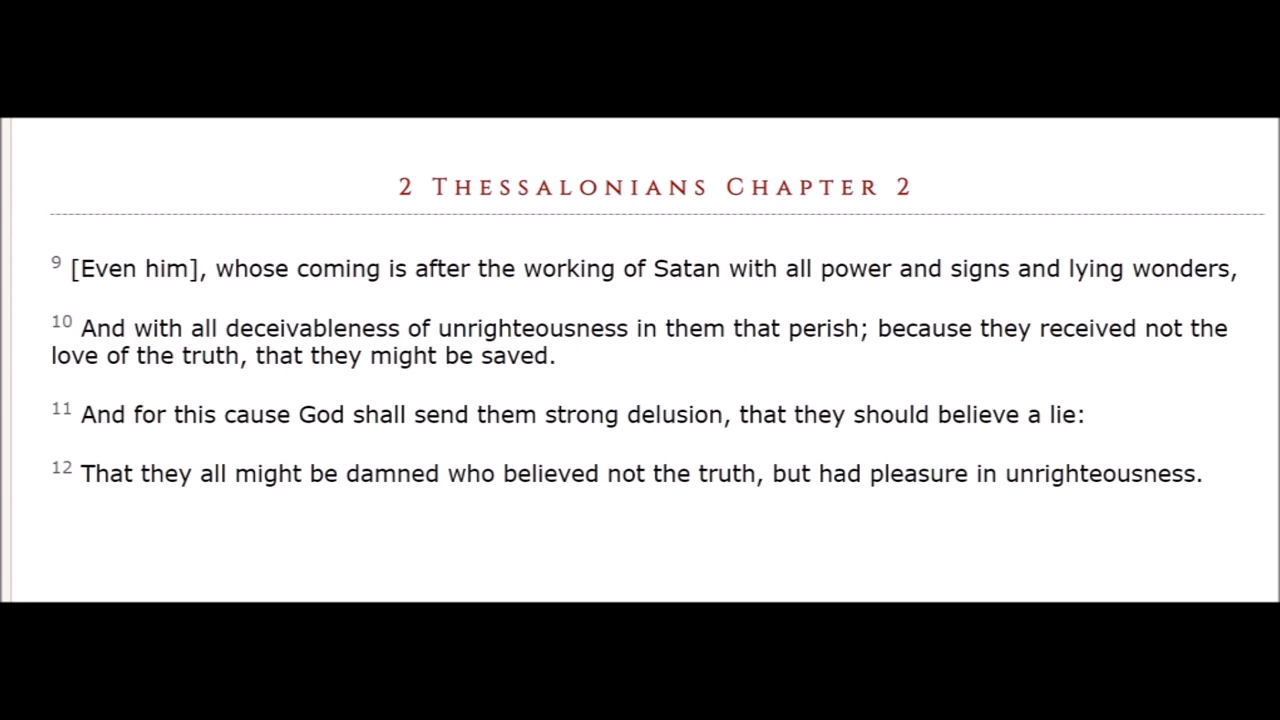 2 Thessalonians Chapter 2
9 [Even him], whose coming is after the working of Satan with all power and signs and lying wonders,
10 And with all deceivableness of unrighteousness in them that perish; because they received not the
love of the truth, that they might be saved.
11 And for this cause God shall send them strong delusion, that they should believe a lie:
12 That they all might be damned who believed not the truth, but had pleasure in unrighteousness.